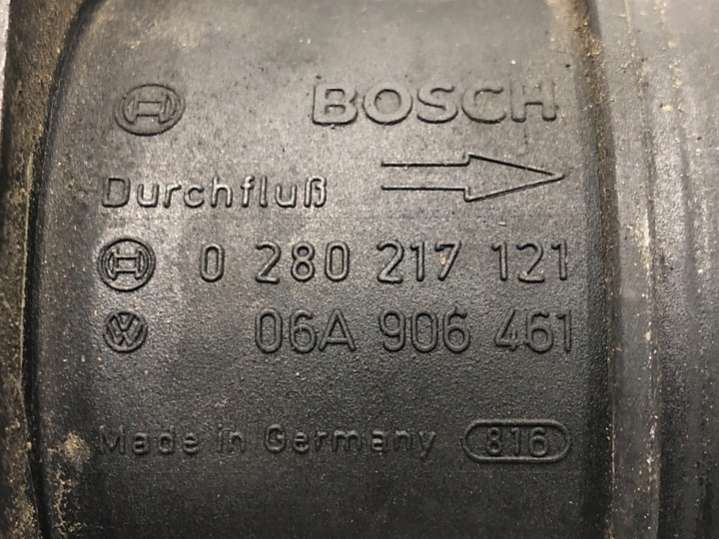 BOSCH
Durchfluß
0 280 217 121
06A 906 461
Made in Germany 816